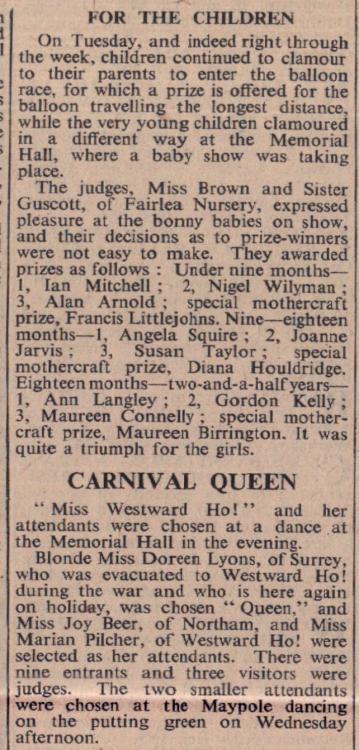 FOR THE CHILDREN
On Tuesday, and indeed right through
the week, children continued to clamour
to their parents to enter the balloon
race, for which a prize is offered for the
balloon travelling the longest distance,
while the very young children clamoured
in a different way at the Memorial
Hall, where a baby show was taking
place.
The judges, Miss Brown and Sister
Guscott, of Fairlea Nursery, expressed
pleasure at the bonny babies on show,
and their decisions as to prize-winners
were not easy to make. They awarded
prizes as follows : Under nine months—
1, Ian Mitchell ; 2, Nigel Wilyman ;
3, Alan Arnold ; special mothercraft
prize, Francis Littlejohns. Nine—eighteen
months—1, Angela Squire ; 2, Joanne
Jarvis ; 3, Susan Taylor ; special
mothercraft prize, Diana Houldridge.
Eighteen months—two-and-a-half years—
1, Ann Langley ; 2, Gordon Kelly ;
3, Maureen Connelly ; special mother-
craft prize, Maureen Birrington. It was
quite a triumph for the girls.
CARNIVAL QUEEN
“ Miss Westward Ho! ” and her
attendants were chosen at a dance at
the Memorial Hall in the evening.
Blonde Miss Doreen Lyons, of Surrey,
who was evacuated to Westward Ho!
during the war and who is here again
on holiday, was chosen “ Queen,” and
Miss Joy Beer, of Northam, and Miss
Marian Pilcher, of Westward Ho! were
selected as her attendants. There were
nine entrants and three visitors were
judges. The two smaller attendants
were chosen at the Maypole dancing
on the putting green on Wednesday
afternoon.